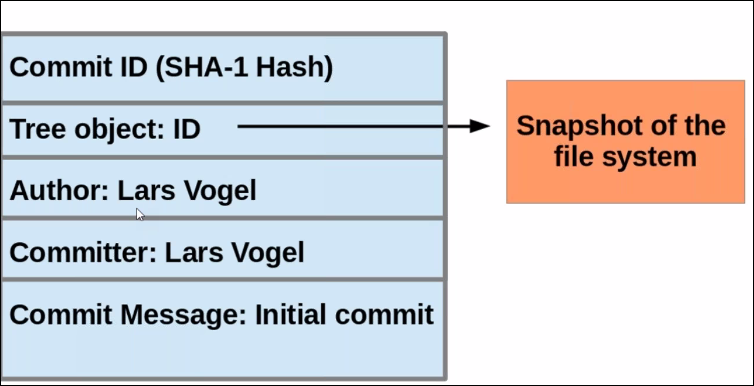 Commit ID (SHA-1 Hash)
Tree object: ID
Snapshot of the
file system
Author: Lars Vogel
Committer: Lars Vogel
Commit Message: Initial commit